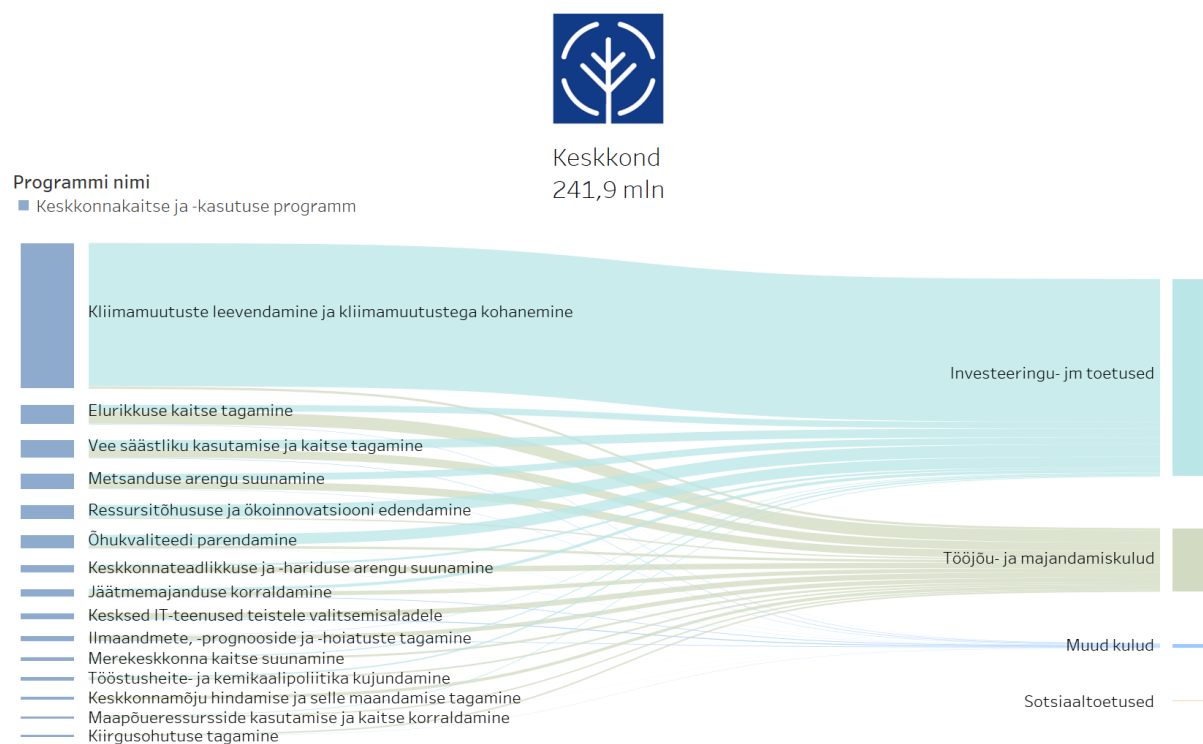 Keskkond
241,9 mln
Programmi nimi
Keskkonnakaitse ja -kasutuse programm
Kliimamuutuste leevendamine ja kliimamuutustega kohanemine
Investeeringu- jm toetused
Elurikkuse kaitse tagamine
Vee säästliku kasutamise ja kaitse tagamine
Metsanduse arengu suunamine
Ressursitõhususe ja ökoinnovatsiooni edendamine
Õhukvaliteedi parendamine
Tööjõu- ja majandamiskulud
Keskkonnateadlikkuse ja -hariduse arengu suunamine
Jäätmemajanduse korraldamine
Kesksed IT-teenused teistele valitsemisaladele
Ilmaandmete, -prognooside ja -hoiatuste tagamine
Muud kulud
Merekeskkonna kaitse suunamine
Tööstusheite- ja kemikaalipoliitika kujundamine
Keskkonnamõju hindamise ja selle maandamise tagamine
Sotsiaaltoetused
Maapõueressursside kasutamise ja kaitse korraldamine
Kiirgusohutuse tagamine